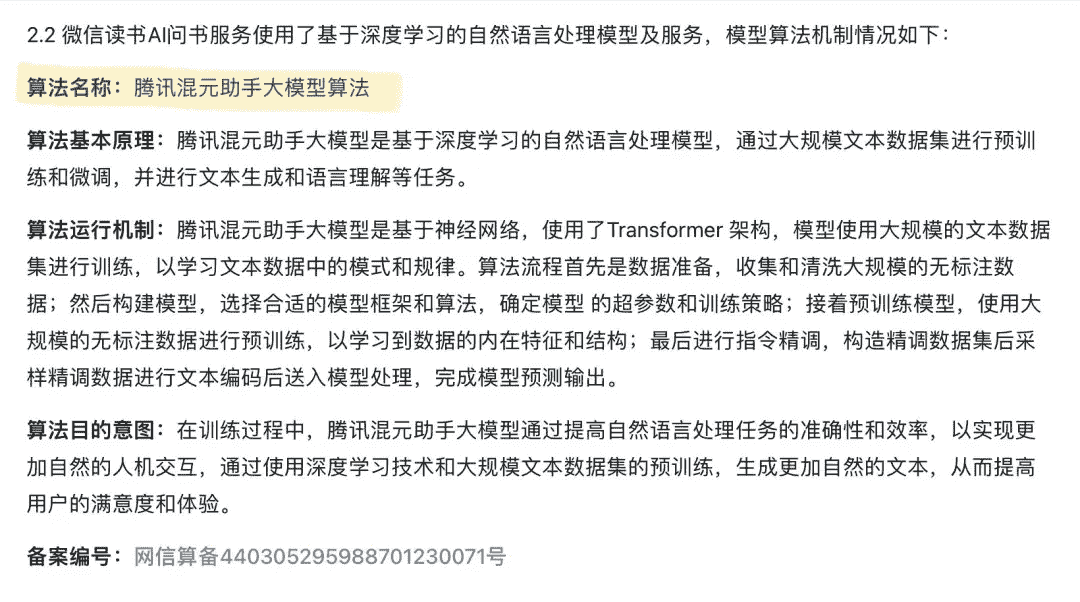 2.2 微信读书AI问书服务使用了基于深度学习的自然语言处理模型及服务，模型算法机制情况如下：
算法名称：腾讯混元助手大模型算法
算法基本原理：腾讯混元助手大模型是基于深度学习的自然语言处理模型，通过大规模文本数据集进行预训
练和微调，并进行文本生成和语言理解等任务。
算法运行机制：腾讯混元助手大模型是基于神经网络，使用了Transformer 架构，模型使用大规模的文本数据
集进行训练，以学习文本数据中的模式和规律。算法流程首先是数据准备，收集和清洗大规模的无标注数
据；然后构建模型，选择合适的模型框架和算法，确定模型 的超参数和训练策略；接着预训练模型，使用大
规模的无标注数据进行预训练，以学习到数据的内在特征和结构；最后进行指令精调，构造精调数据集后采
样精调数据进行文本编码后送入模型处理，完成模型预测输出。
算法目的意图：在训练过程中，腾讯混元助手大模型通过提高自然语言处理任务的准确性和效率，以实现更
加自然的人机交互，通过使用深度学习技术和大规模文本数据集的预训练，生成更加自然的文本，从而提高
用户的满意度和体验。
备案编号：网信算备440305295988701230071号